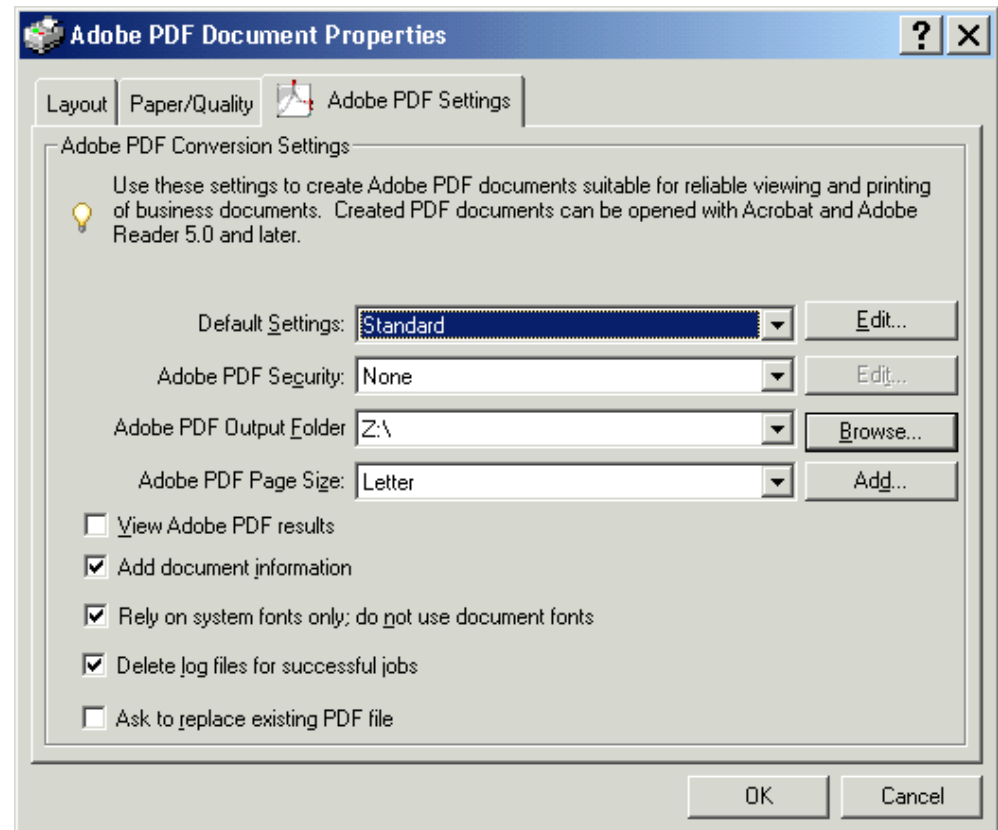 Adobe PDF Document Properties
Layout Paper/Quality Adobe PDF Settings
Adobe PDF Conversion Settings
Use these settings to create Adobe PDF documents suitable for reliable viewing and printing
of business documents. Created PDF documents can be opened with Acrobat and Adobe
Reader 5.0 and later.
Default Settings: Standard Edit...
Adobe PDF Security: None Edit...
Adobe PDF Output Folder Z:\ Browse...
Adobe PDF Page Size: Letter Add...
View Adobe PDF results
Add document information
Rely on system fonts only; do not use document fonts
Delete log files for successful jobs
Ask to replace existing PDF file
OK Cancel